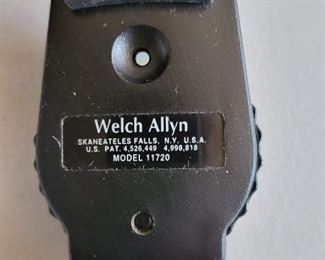 Welch Allyn
SKANEATELES FALLS, N.Y. U.S.A.
U.S. PAT. 4,526,449 4,998,818
MODEL 11720